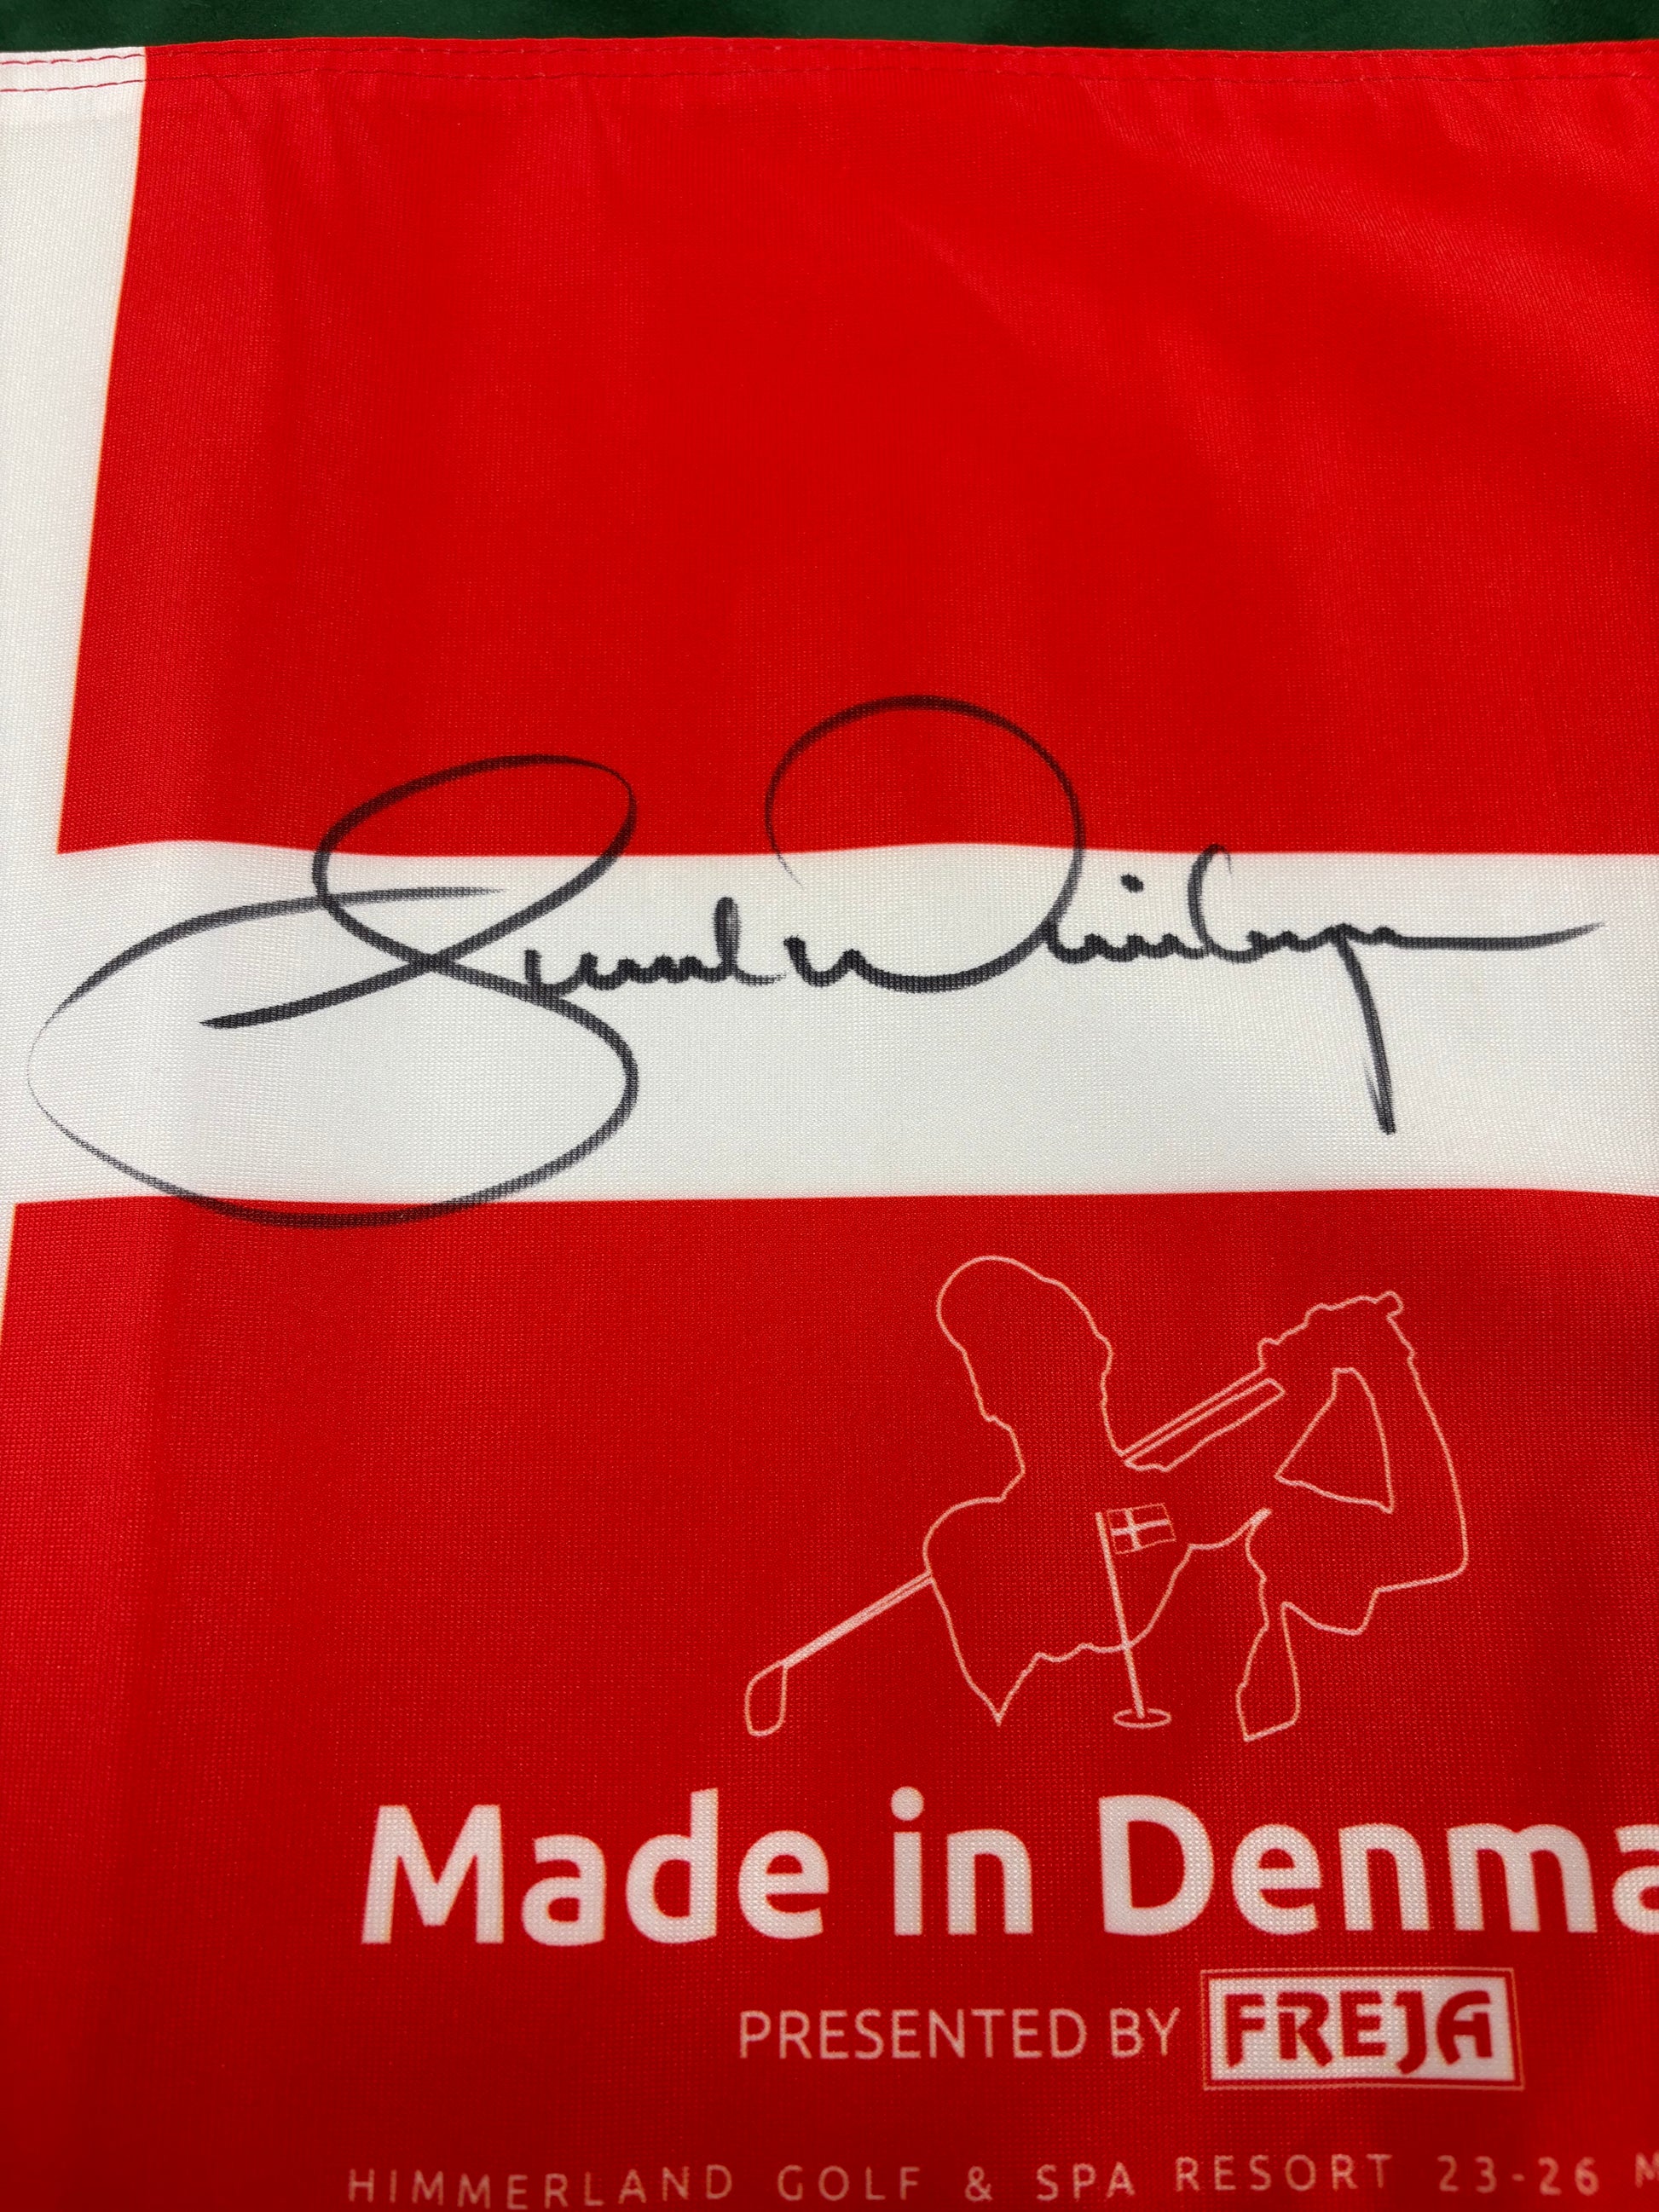 Made in Denma
PRESENTED BY FREJA
HIMMERLAND GOLF & SPA RESORT 23-26 M